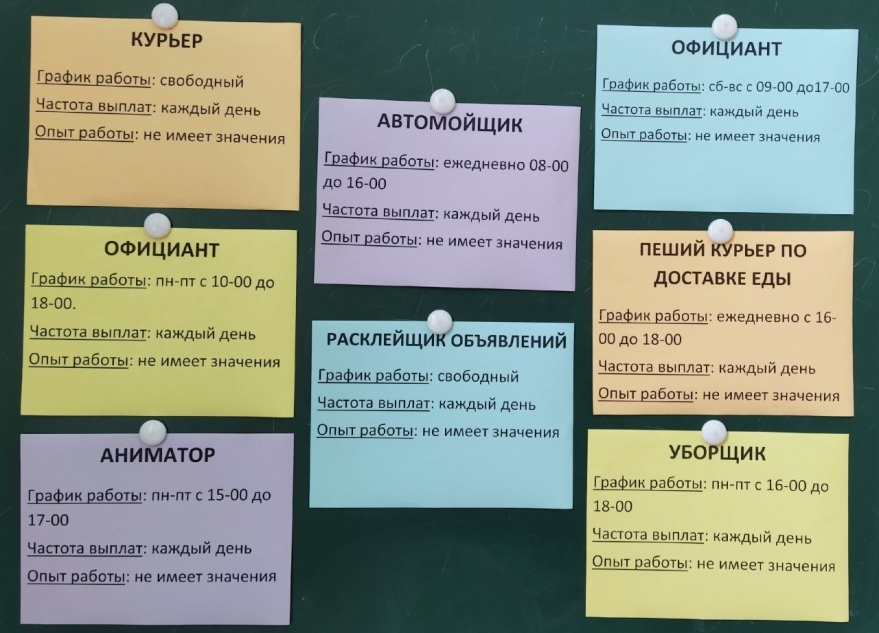 КУРЬЕР
График работы: свободный
Частота выплат: каждый день
Опыт работы: не имеет значения
ОФИЦИАНТ
График работы: пн-пт с 10-00 до
18-00.
Частота выплат: каждый день
Опыт работы: не имеет значения
АНИМАТОР
График работы: пн-пт с 15-00 до
17-00
Частота выплат: каждый день
Опыт работы: не имеет значения
АВТОМОЙЩИК
График работы: ежедневно 08-00
до 16-00
Частота выплат: каждый день
Опыт работы: не имеет значения
РАСКЛЕЙЩИК ОБЪЯВЛЕНИЙ
График работы: свободный
Частота выплат: каждый день
Опыт работы: не имеет значения
ОФИЦИАНТ
График работы: сб-вс с 09-00 до17-00
Частота выплат: каждый день
Опыт работы: не имеет значения
ПЕШИЙ КУРЬЕР ПО
ДОСТАВКЕ ЕДЫ
График работы: ежедневно с 16-
00 до 18-00
Частота выплат: каждый день
Опыт работы: не имеет значения
УБОРЩИК
График работы: пн-пт с 16-00 до
18-00
Частота выплат: каждый день
Опыт работы: не имеет значения